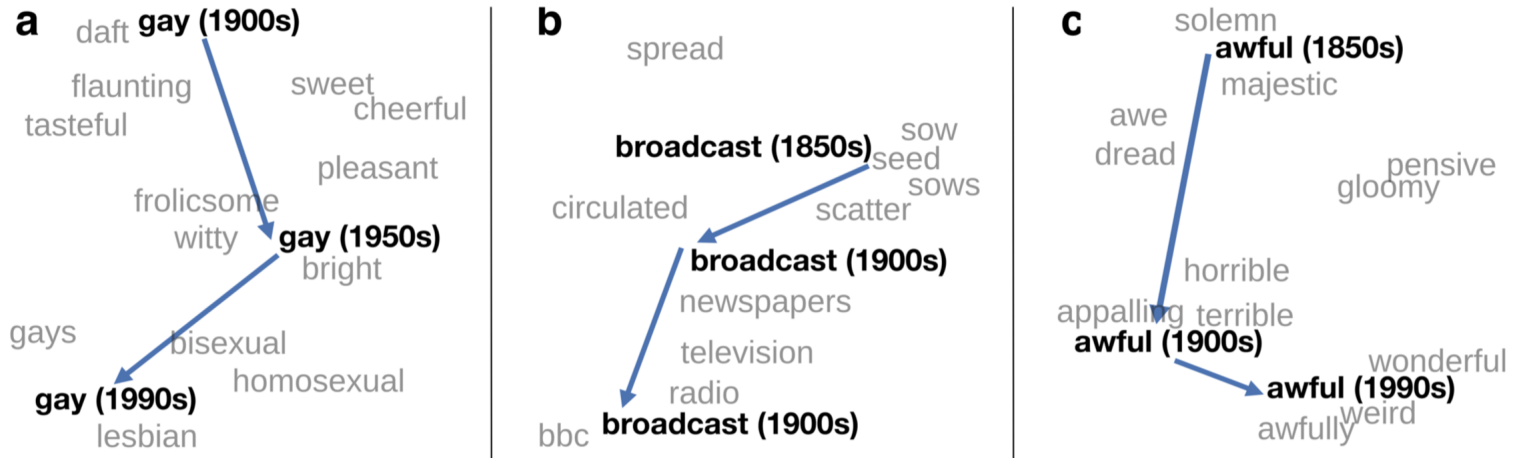 a
daft gay (1900s)
flaunting
sweet
tasteful
cheerful
pleasant
frolicsome
witty
gay (1950s)
bright
gays
bisexual
homosexual
gay (1990s)
lesbian
b
spread
broadcast (1850s)
sow
seed
sows
circulated
scatter
broadcast (1900s)
newspapers
television
radio
bbc
broadcast (1900s)
c
solemn
awful (1850s)
majestic
awe
dread
pensive
gloomy
horrible
appalling
terrible
awful (1900s)
wonderful
awful (1990s)
weird
awfully